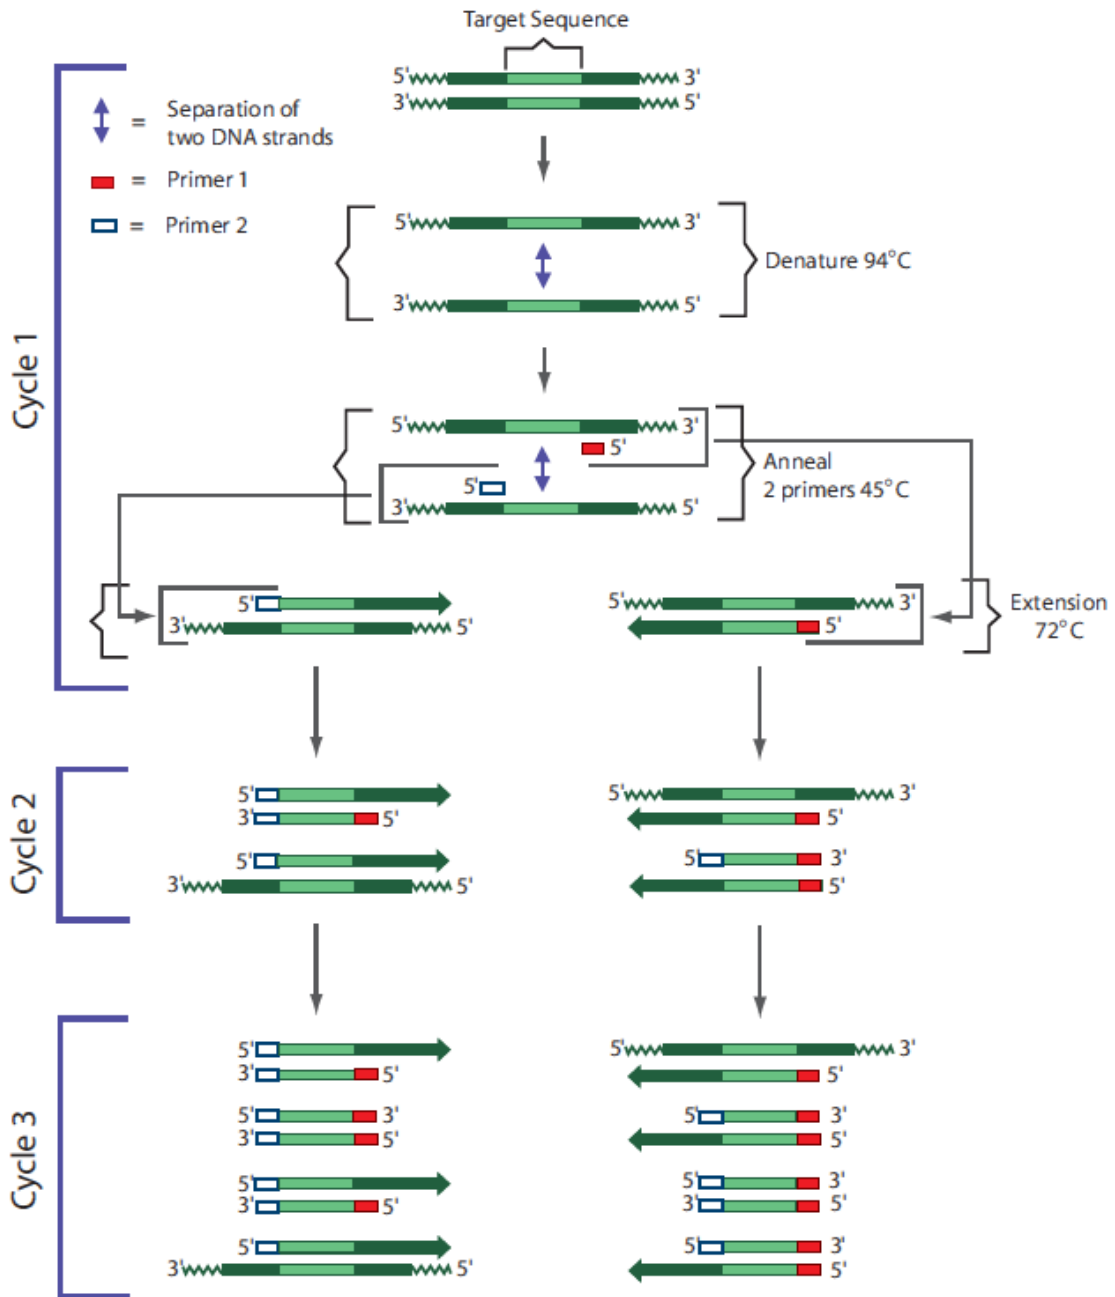 Target Sequence
5' 3'
3' 5'
= Separation of
two DNA strands
= Primer 1
= Primer 2
5' 3'
Denature 94°C
3' 5'
Cycle 1
5' 3'
5'
Anneal
2 primers 45°C
5'
3' 5'
5' 5' 3'
3' 5' 5'
Extension
72°C
Cycle 2
5' 5' 3'
3' 5' 5'
5' 5' 3'
3' 5'
Cycle 3
5' 5' 3'
3' 5' 5'
5' 3' 5' 3'
3' 5' 5'
5' 5' 3'
3' 5' 3' 5'
5' 5' 3'
3' 5' 5'